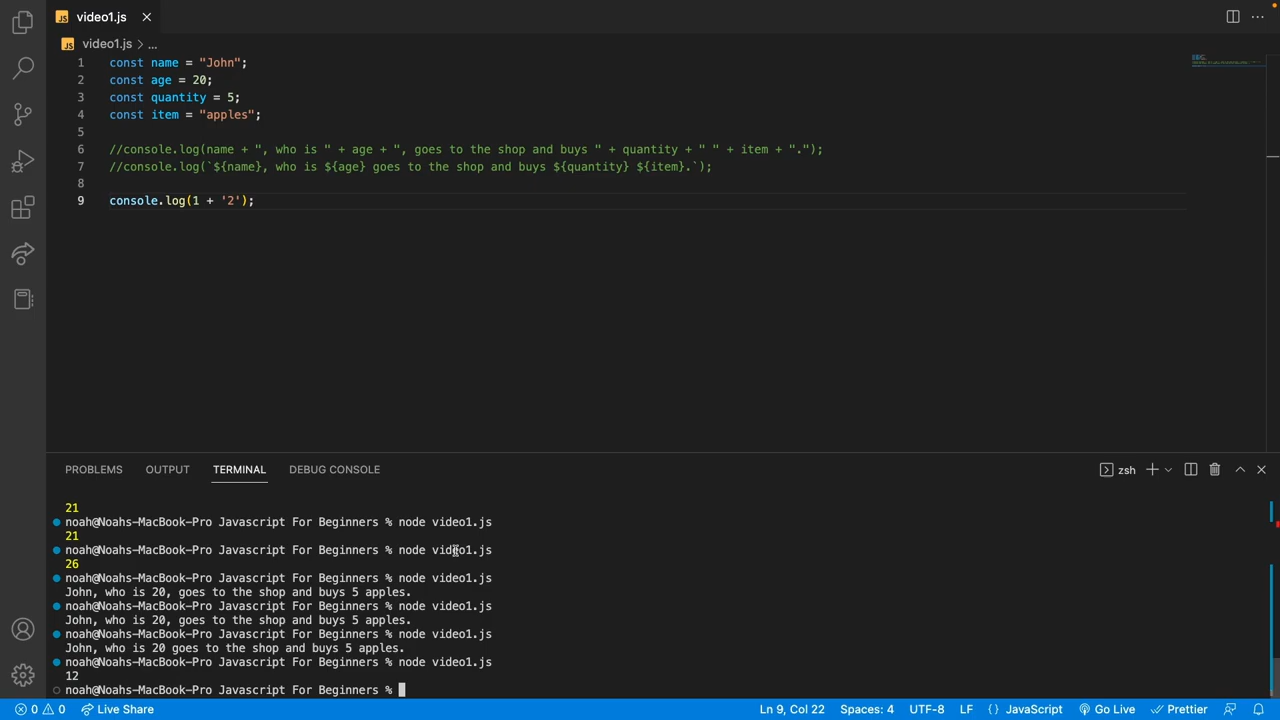 JS video1.js
JS video1.js > ...
1 const name = "John";
2 const age = 20;
3 const quantity = 5;
4 const item = "apples";
5
6 //console.log(name + ", who is " + age + ", goes to the shop and buys " + quantity + " " + item + ".");
7 //console.log(`${name}, who is ${age} goes to the shop and buys ${quantity} ${item}.`);
8
9 console.log(1 + '2');
PROBLEMS OUTPUT TERMINAL DEBUG CONSOLE zsh
21
noah@Noahs-MacBook-Pro Javascript For Beginners % node video1.js
21
noah@Noahs-MacBook-Pro Javascript For Beginners % node video1.js
26
noah@Noahs-MacBook-Pro Javascript For Beginners % node video1.js
John, who is 20, goes to the shop and buys 5 apples.
noah@Noahs-MacBook-Pro Javascript For Beginners % node video1.js
John, who is 20, goes to the shop and buys 5 apples.
noah@Noahs-MacBook-Pro Javascript For Beginners % node video1.js
John, who is 20 goes to the shop and buys 5 apples.
noah@Noahs-MacBook-Pro Javascript For Beginners % node video1.js
12
noah@Noahs-MacBook-Pro Javascript For Beginners %
0 0 Live Share Ln 9, Col 22 Spaces: 4 UTF-8 LF {} JavaScript Go Live Prettier